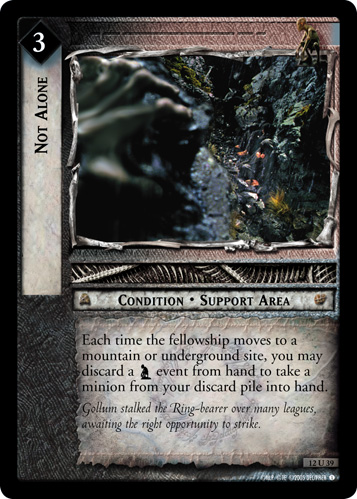 3
NOT ALONE
CONDITION • SUPPORT AREA
Each time the fellowship moves to a
mountain or underground site, you may
discard a event from hand to take a
minion from your discard pile into hand.
Gollum stalked the Ring-bearer over many leagues,
awaiting the right opportunity to strike.
12 U 39